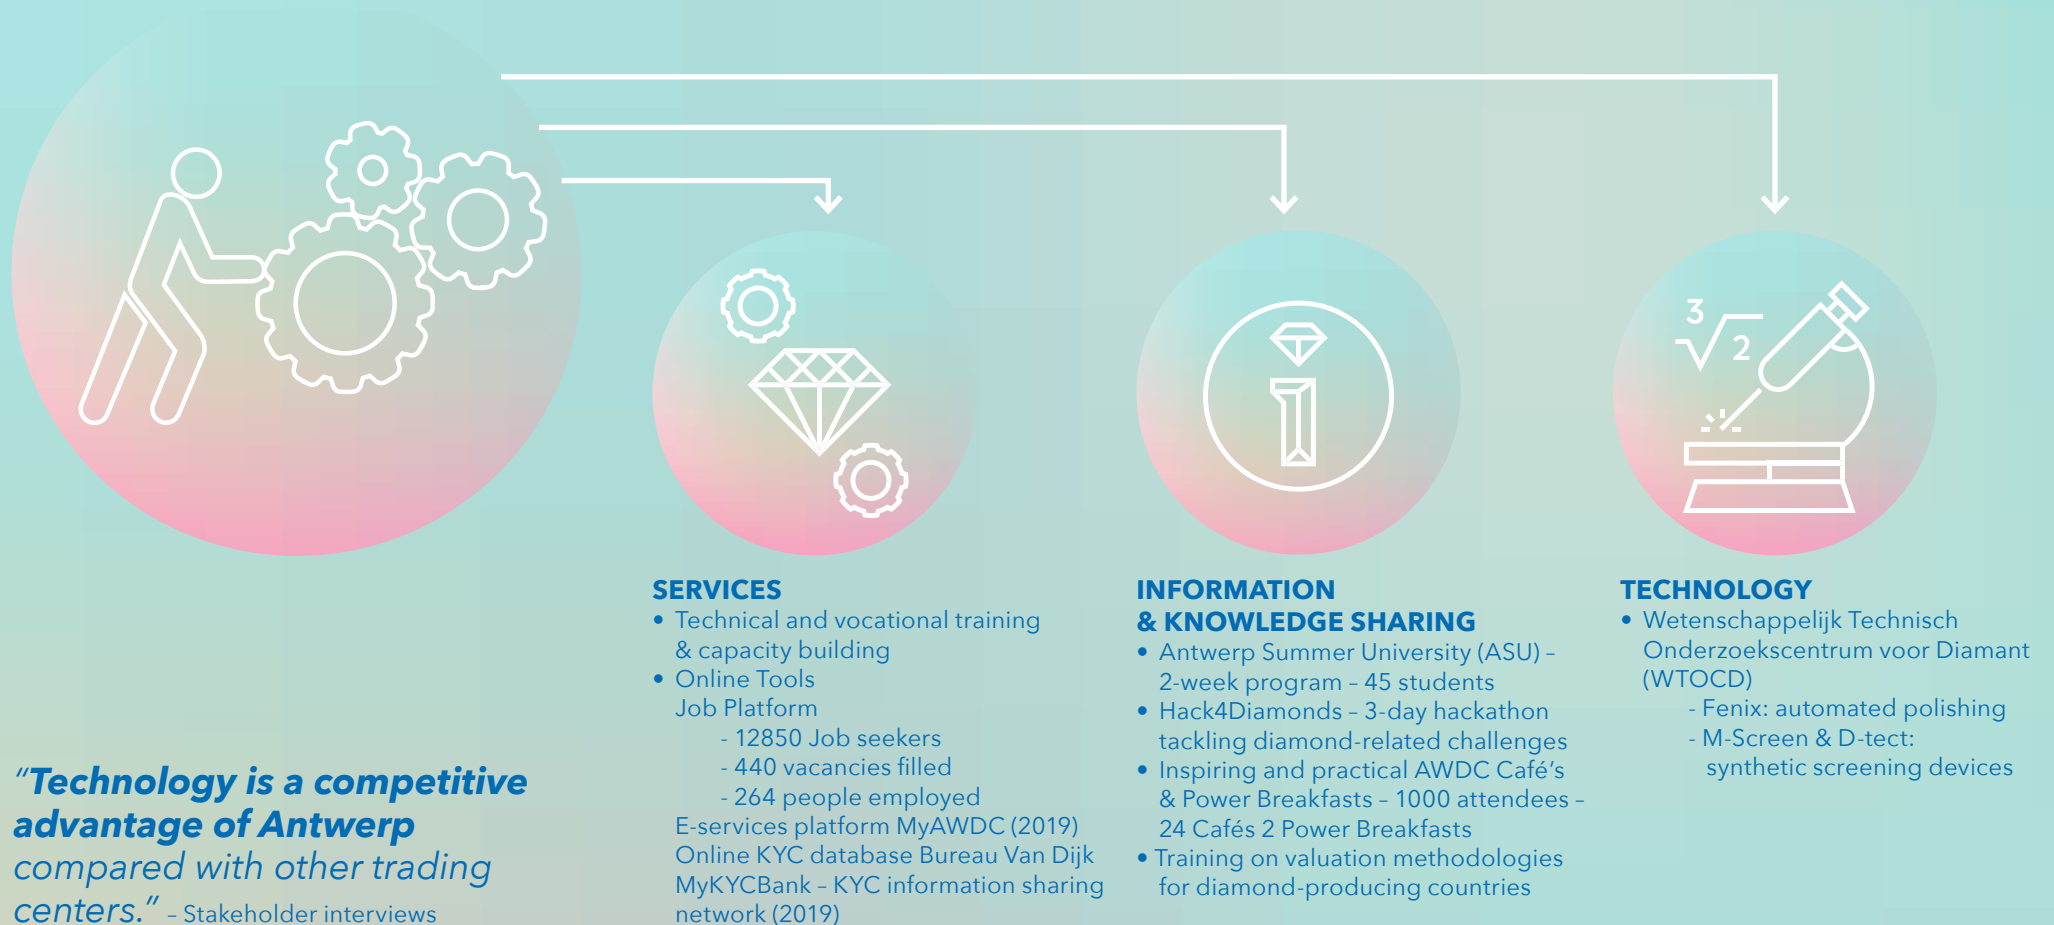 3
2
"Technology is a competitive
advantage of Antwerp
compared with other trading
centers." – Stakeholder interviews
SERVICES
• Technical and vocational training
& capacity building
• Online Tools
Job Platform
- 12850 Job seekers
- 440 vacancies filled
- 264 people employed
E-services platform MyAWDC (2019)
Online KYC database Bureau Van Dijk
MyKYCBank – KYC information sharing
network (2019)
INFORMATION
& KNOWLEDGE SHARING
• Antwerp Summer University (ASU) –
2-week program – 45 students
• Hack4Diamonds – 3-day hackathon
tackling diamond-related challenges
• Inspiring and practical AWDC Café's
& Power Breakfasts – 1000 attendees –
24 Cafés 2 Power Breakfasts
• Training on valuation methodologies
for diamond-producing countries
TECHNOLOGY
• Wetenschappelijk Technisch
Onderzoekscentrum voor Diamant
(WTOCD)
- Fenix: automated polishing
- M-Screen & D-tect:
synthetic screening devices